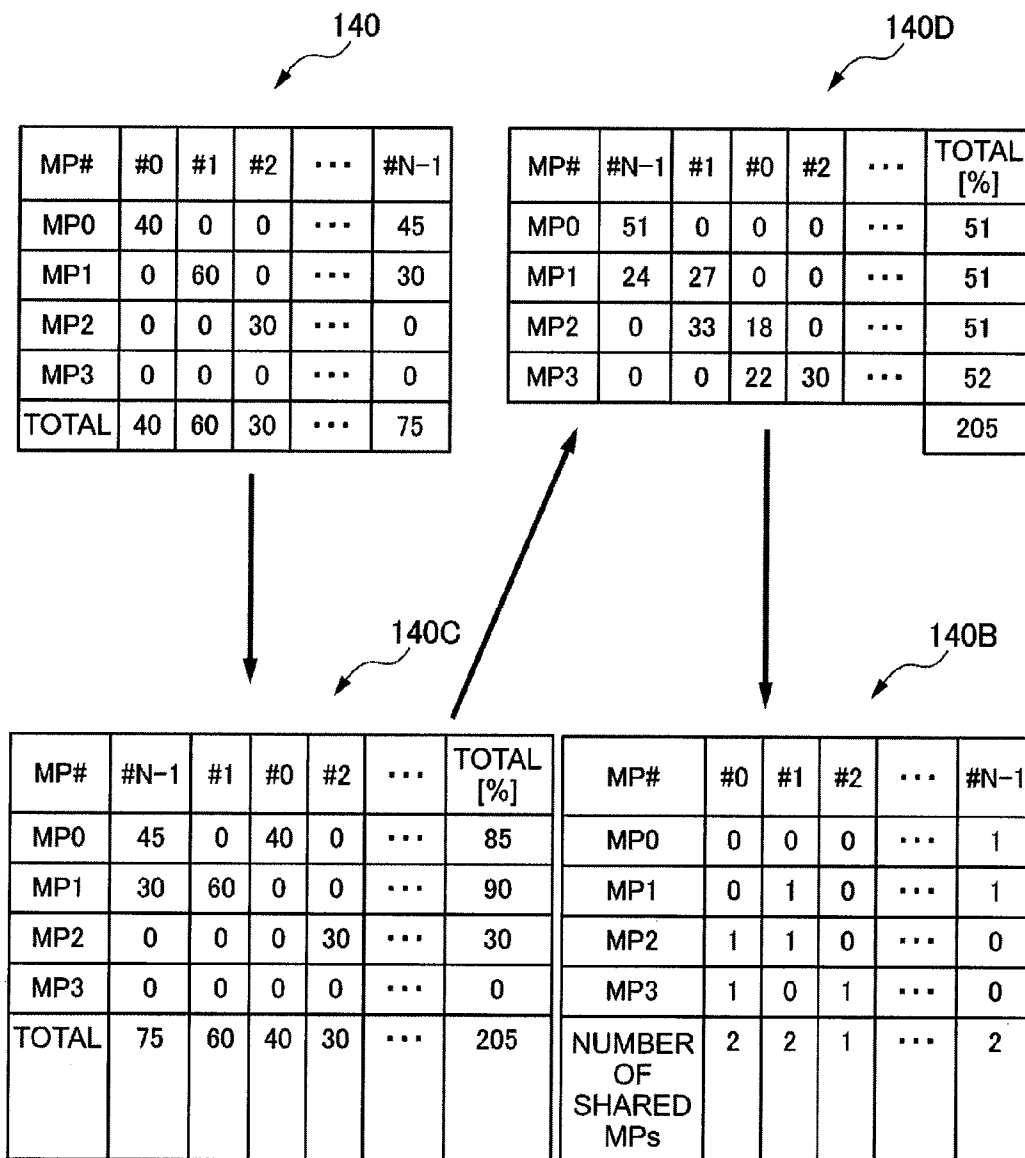 140
MP# #0 #1 #2 ··· #N-1
MP0 40 0 0 ··· 45
MP1 0 60 0 ··· 30
MP2 0 0 30 ··· 0
MP3 0 0 0 ··· 0
TOTAL 40 60 30 ··· 75
140D
MP# #N-1 #1 #0 #2 ··· TOTAL [%]
MP0 51 0 0 0 ··· 51
MP1 24 27 0 0 ··· 51
MP2 0 33 18 0 ··· 51
MP3 0 0 22 30 ··· 52
205
140C
MP# #N-1 #1 #0 #2 ··· TOTAL [%]
MP0 45 0 40 0 ··· 85
MP1 30 60 0 0 ··· 90
MP2 0 0 0 30 ··· 30
MP3 0 0 0 0 ··· 0
TOTAL 75 60 40 30 ··· 205
140B
MP# #0 #1 #2 ··· #N-1
MP0 0 0 0 ··· 1
MP1 0 1 0 ··· 1
MP2 1 1 0 ··· 0
MP3 1 0 1 ··· 0
NUMBER 2 2 1 ··· 2
OF
SHARED
MPs